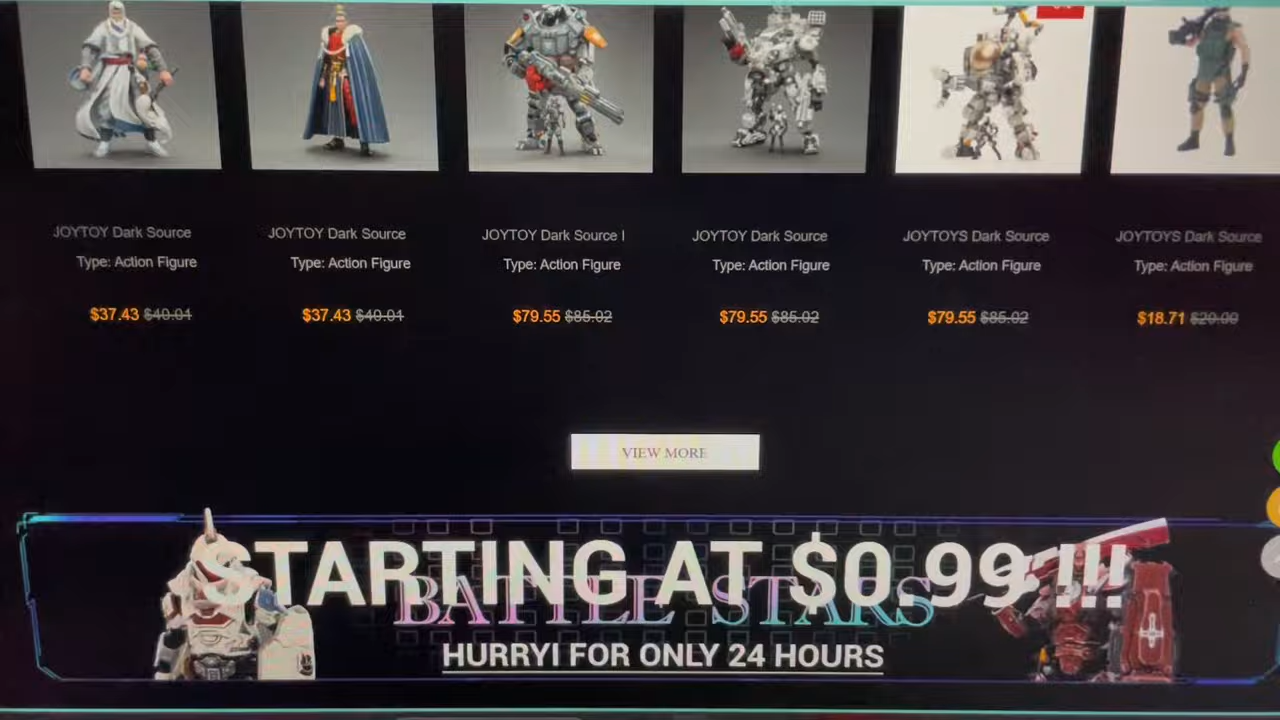 JOYTOY Dark Source
Type: Action Figure
$37.43 $40.01
JOYTOY Dark Source
Type: Action Figure
$37.43 $40.01
JOYTOY Dark Source I
Type: Action Figure
$79.55 $85.02
JOYTOY Dark Source
Type: Action Figure
$79.55 $85.02
JOYTOYS Dark Source
Type: Action Figure
$79.55 $85.02
JOYTOYS Dark Source
Type: Action Figure
$18.71 $20.00
VIEW MORE
STARTING AT $0.99 !!!
BATTLE STARS
HURRY! FOR ONLY 24 HOURS